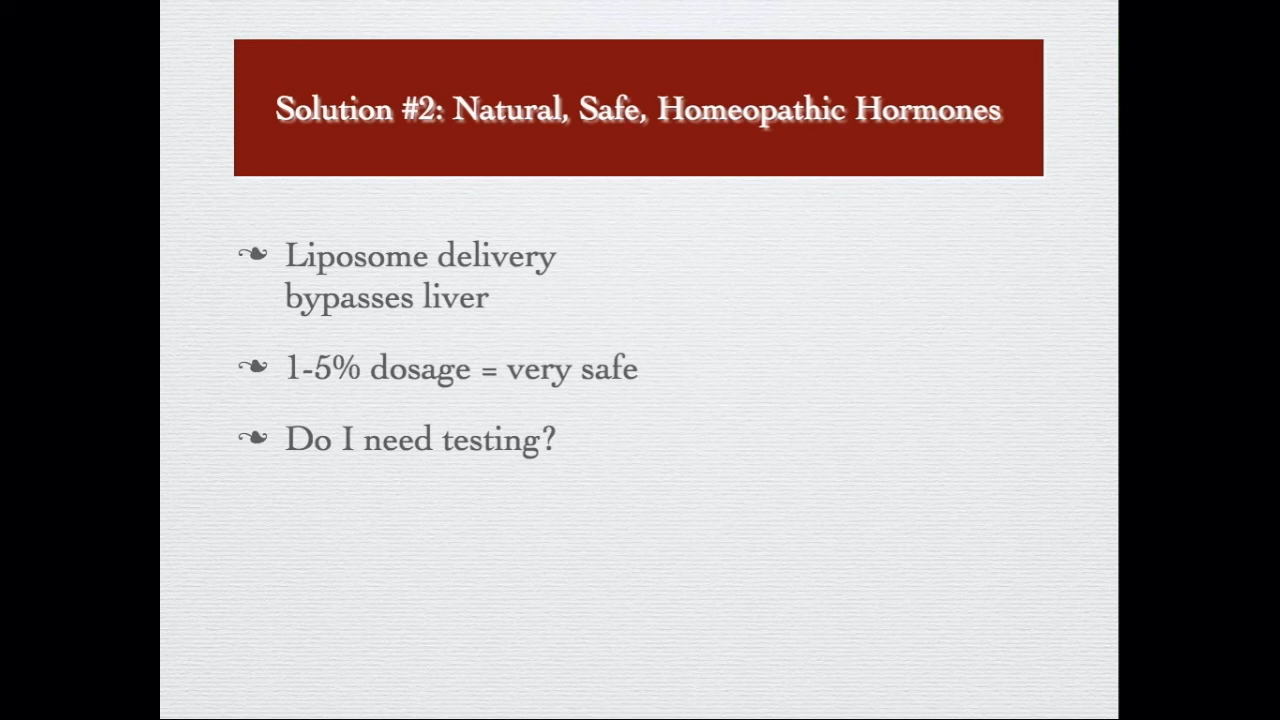 Solution #2: Natural, Safe, Homeopathic Hormones
Liposome delivery
bypasses liver
1-5% dosage = very safe
Do I need testing?